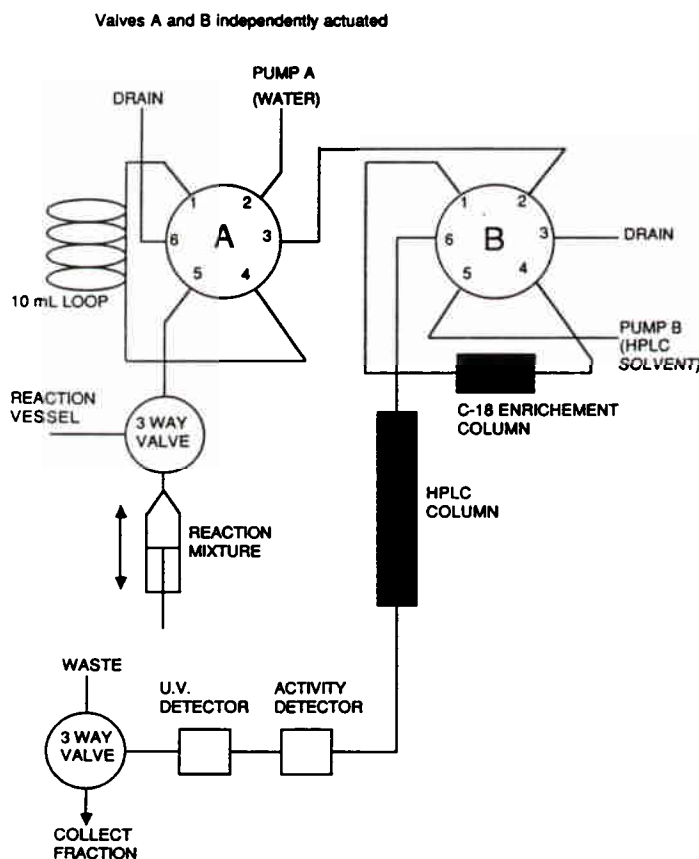 Valves A and B independently actuated
PUMP A
(WATER)
DRAIN
1
2
3
4
5
6
A
10 mL LOOP
1
2
3
4
5
6
B
DRAIN
PUMP B
(HPLC
SOLVENT)
C-18 ENRICHEMENT
COLUMN
REACTION
VESSEL
3 WAY
VALVE
REACTION
MIXTURE
HPLC
COLUMN
WASTE
U.V.
DETECTOR
ACTIVITY
DETECTOR
3 WAY
VALVE
COLLECT
FRACTION